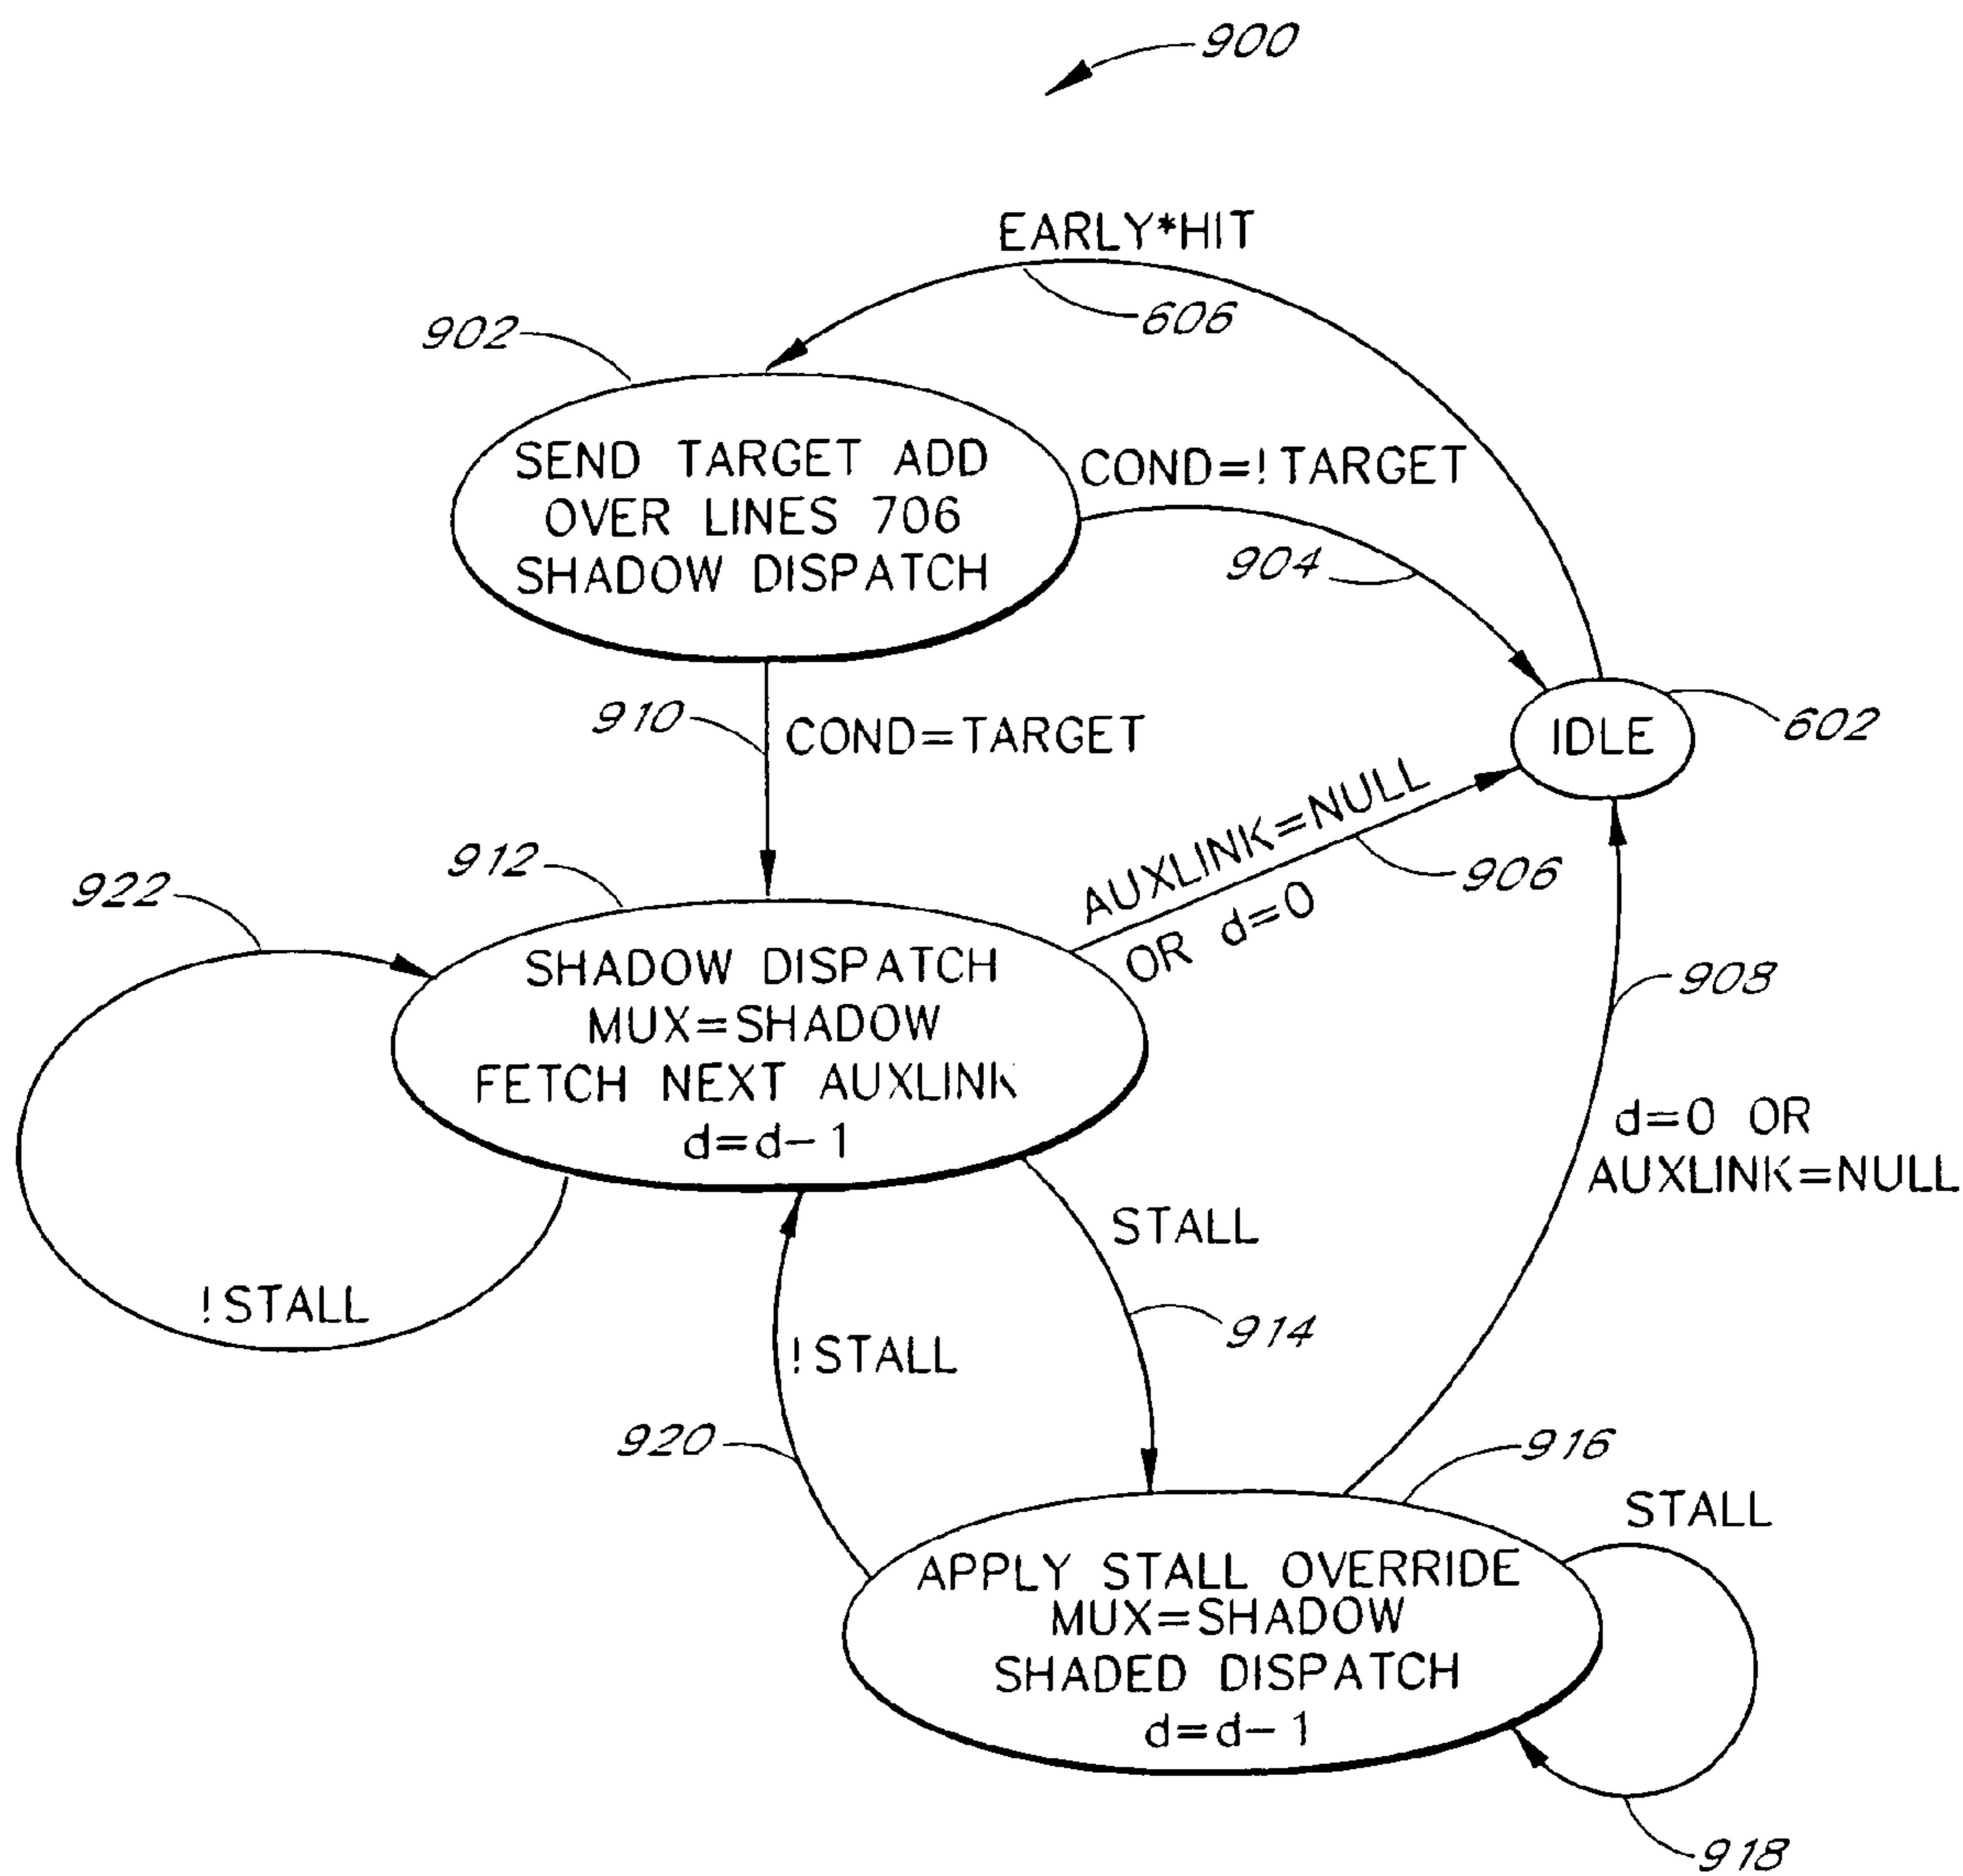 900
EARLY*HIT
606
902
SEND TARGET ADD
OVER LINES 706
SHADOW DISPATCH
COND=!TARGET
904
910
COND=TARGET
IDLE
602
AUXLINK=NULL
OR d=0
906
912
922
SHADOW DISPATCH
MUX=SHADOW
FETCH NEXT AUXLINK
d=d-1
908
d=0 OR
AUXLINK=NULL
STALL
!STALL
914
!STALL
920
916
STALL
APPLY STALL OVERRIDE
MUX=SHADOW
SHADED DISPATCH
d=d-1
918